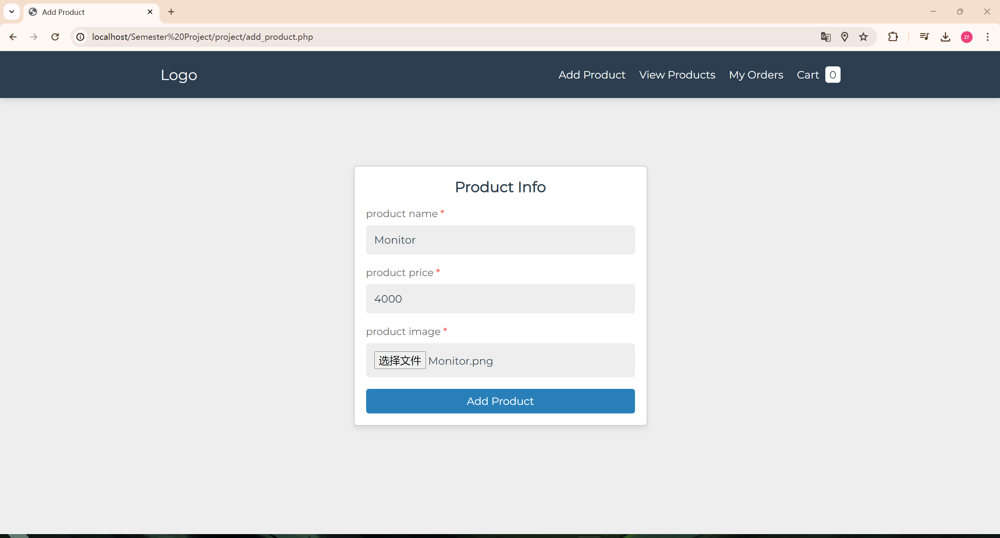 Add Product
localhost/Semester%20Project/project/add_product.php
zr
Logo
Add Product View Products My Orders Cart 0
Product Info
product name *
Monitor
product price *
4000
product image *
选择文件 Monitor.png
Add Product